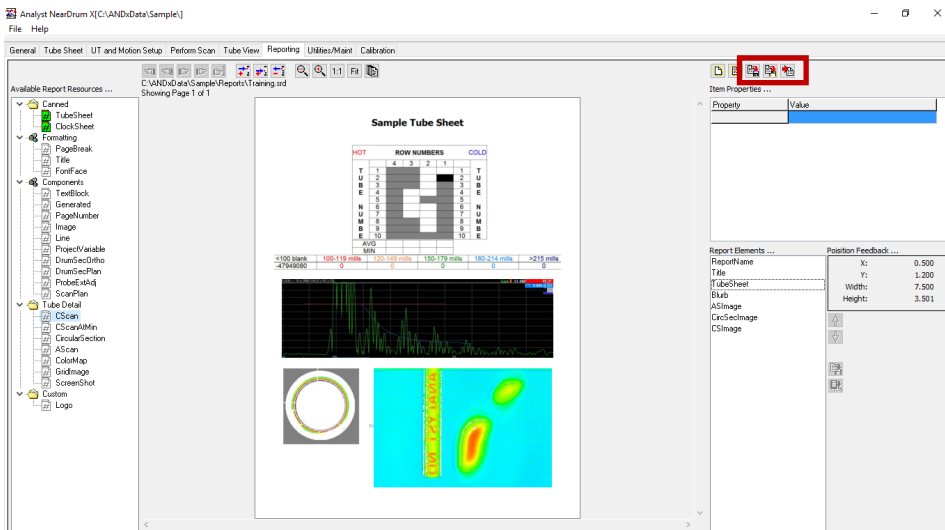 Analyst NearDrum X[C:\ANDxData\Sample\]
File Help
General Tube Sheet UT and Motion Setup Perform Scan Tube View Reporting Utilities/Maint Calibration
1:1 Fit
C:\ANDxData\Sample\Reports\Training.srd
Showing Page 1 of 1
Available Report Resources ...
Canned
TubeSheet
ClockSheet
Formatting
PageBreak
Title
FontFace
Components
TextBlock
Generated
PageNumber
Image
Line
ProjectVariable
DrumSecOrtho
DrumSecPlan
ProbeExtAdj
ScanPlan
Tube Detail
CScan
CScanAtMin
CircularSection
AScan
ColorMap
GridImage
ScreenShot
Custom
Logo
Sample Tube Sheet
HOT ROW NUMBERS COLD
4 3 2 1
T 1 1 T
U 2 2 U
B 3 3 B
E 4 4 E
5 5
N 6 6 N
U 7 7 U
M 8 8 M
B 9 9 B
E 10 10 E
AVG
MIN
<100 blank 100-119 mills 120-149 mills 150-179 mills 180-214 mills >215 mills
-47949080 0 0 0 0 0
Item Properties ...
Property Value
Report Elements ...
ReportName
Title
TubeSheet
Blurb
ASImage
CircSecImage
CSImage
Position Feedback ...
X: 0.500
Y: 1.200
Width: 7.500
Height: 3.501